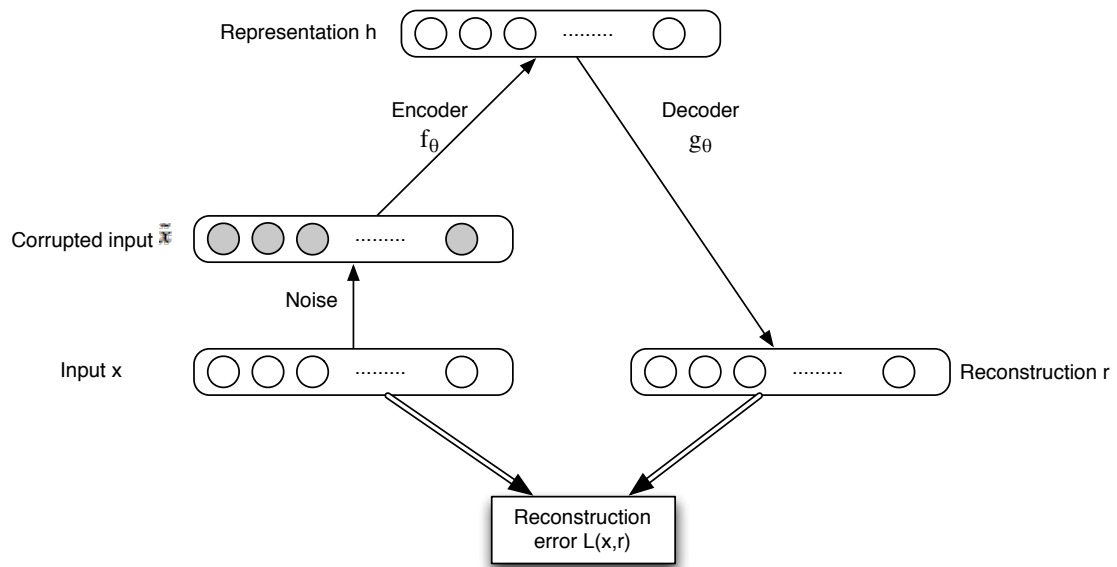 Representation h
.........
Encoder
fθ
Decoder
gθ
Corrupted input x̃
.........
Noise
Input x
.........
.........
Reconstruction r
Reconstruction
error L(x,r)